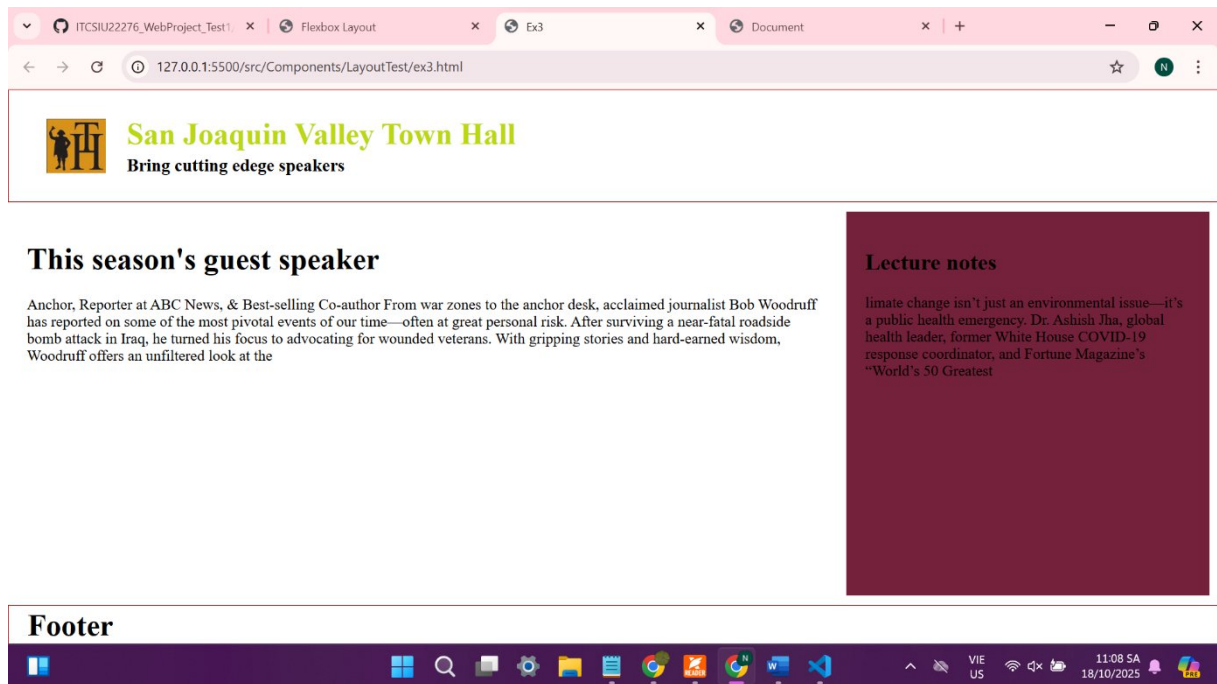 ITCSIU22276_WebProject_Test1
Flexbox Layout
Ex3
Document
127.0.0.1:5500/src/Components/LayoutTest/ex3.html
N
TH
San Joaquin Valley Town Hall
Bring cutting edege speakers
This season's guest speaker
Anchor, Reporter at ABC News, & Best-selling Co-author From war zones to the anchor desk, acclaimed journalist Bob Woodruff
has reported on some of the most pivotal events of our time—often at great personal risk. After surviving a near-fatal roadside
bomb attack in Iraq, he turned his focus to advocating for wounded veterans. With gripping stories and hard-earned wisdom,
Woodruff offers an unfiltered look at the
Lecture notes
limate change isn’t just an environmental issue—it’s
a public health emergency. Dr. Ashish Jha, global
health leader, former White House COVID-19
response coordinator, and Fortune Magazine’s
“World’s 50 Greatest
Footer
READER
N
W
VIE
US
11:08 SA
18/10/2025
PRE